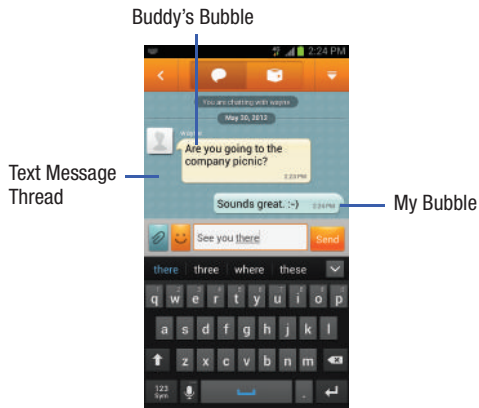 Buddy's Bubble
4G 2:24 PM
You are chatting with wayne
May 30, 2012
wayne
Are you going to the
company picnic?
2:23 PM
Text Message
Thread
Sounds great. :-) 2:24 PM
My Bubble
See you there Send
there three where these
q w e r t y u i o p
a s d f g h j k l
z x c v b n m
123
Sym .